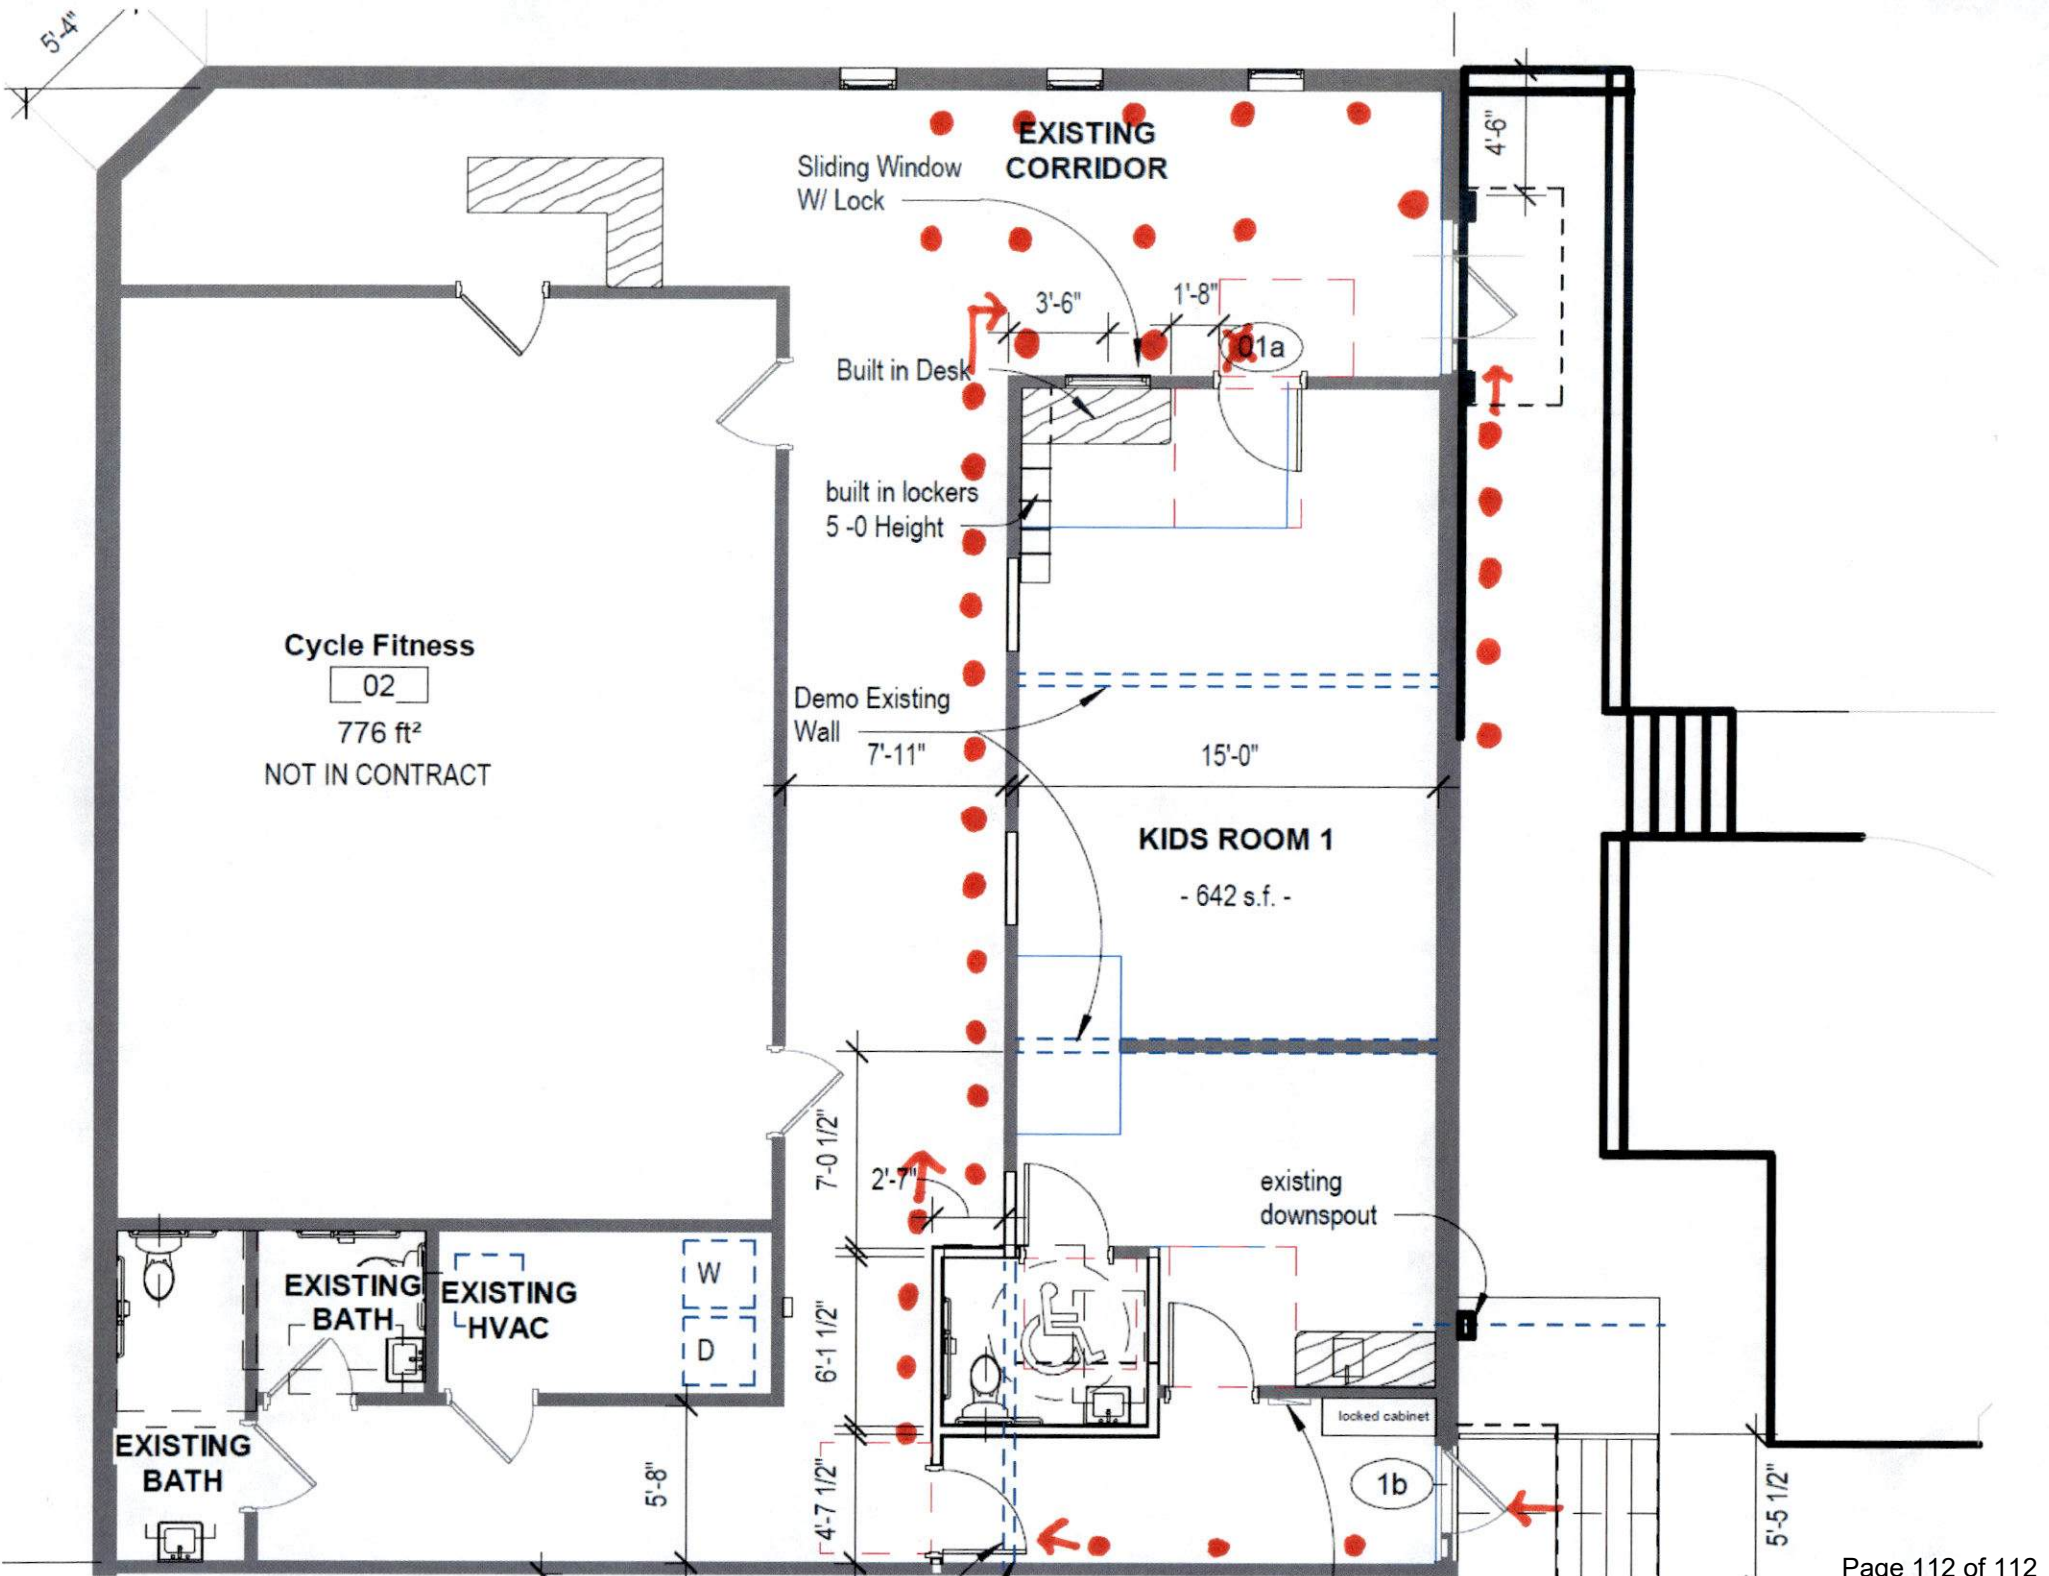 5'-4"
4'-6"
EXISTING
CORRIDOR
Sliding Window
W/ Lock
3'-6"
1'-8"
01a
Built in Desk
built in lockers
5 -0 Height
Cycle Fitness
02
776 ft²
NOT IN CONTRACT
Demo Existing
Wall
7'-11"
15'-0"
KIDS ROOM 1
- 642 s.f. -
7'-0 1/2"
2'-7"
existing
downspout
EXISTING
BATH
EXISTING
HVAC
W
D
6'-1 1/2"
locked cabinet
EXISTING
BATH
5'-8"
4'-7 1/2"
1b
5'-5 1/2"
Page 112 of 112